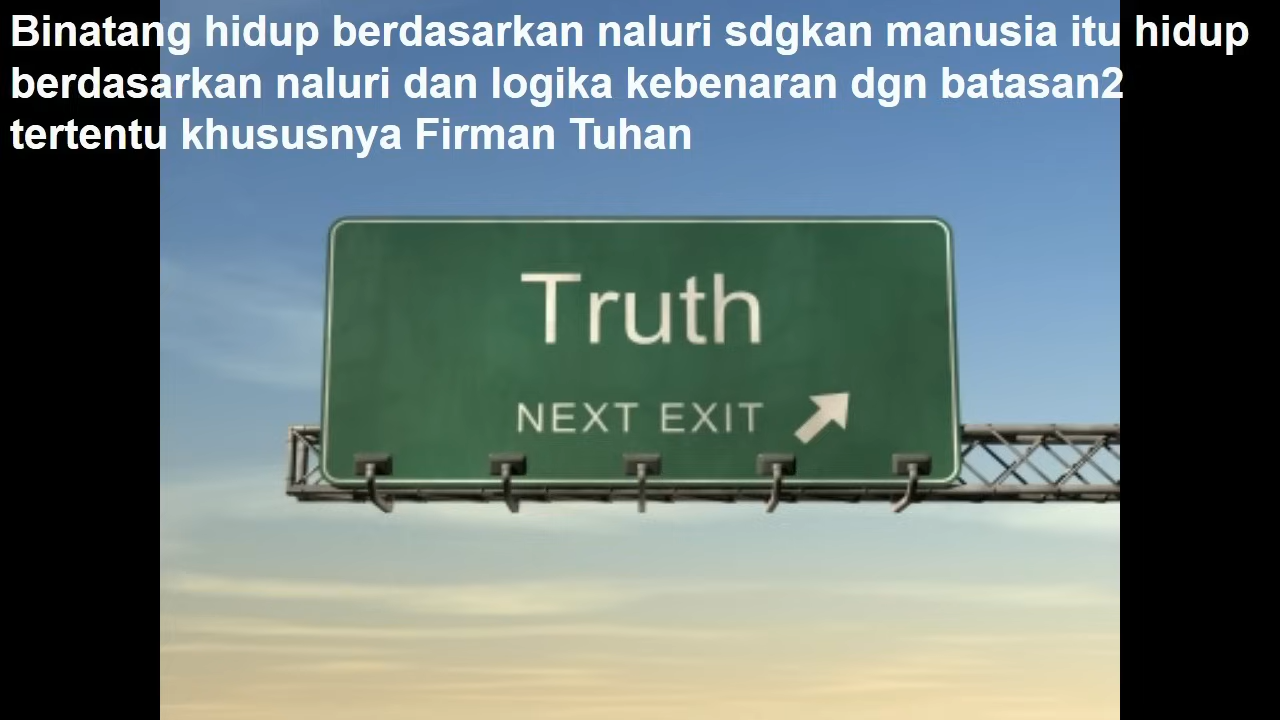 Binatang hidup berdasarkan naluri sdgkan manusia itu hidup
berdasarkan naluri dan logika kebenaran dgn batasan2
tertentu khususnya Firman Tuhan
Truth
NEXT EXIT